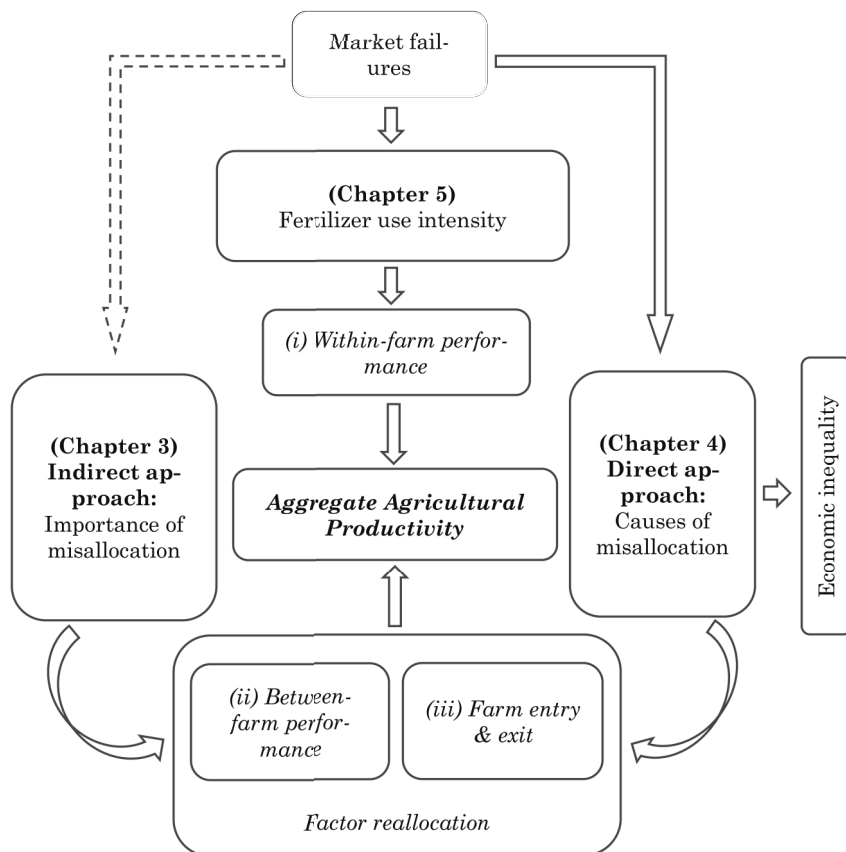 Market fail-
ures
(Chapter 5)
Fertilizer use intensity
(i) Within-farm perfor-
mance
(Chapter 3)
Indirect ap-
proach:
Importance of
misallocation
Aggregate Agricultural
Productivity
(Chapter 4)
Direct ap-
proach:
Causes of
misallocation
Economic inequality
(ii) Between-
farm perfor-
mance
(iii) Farm entry
& exit
Factor reallocation